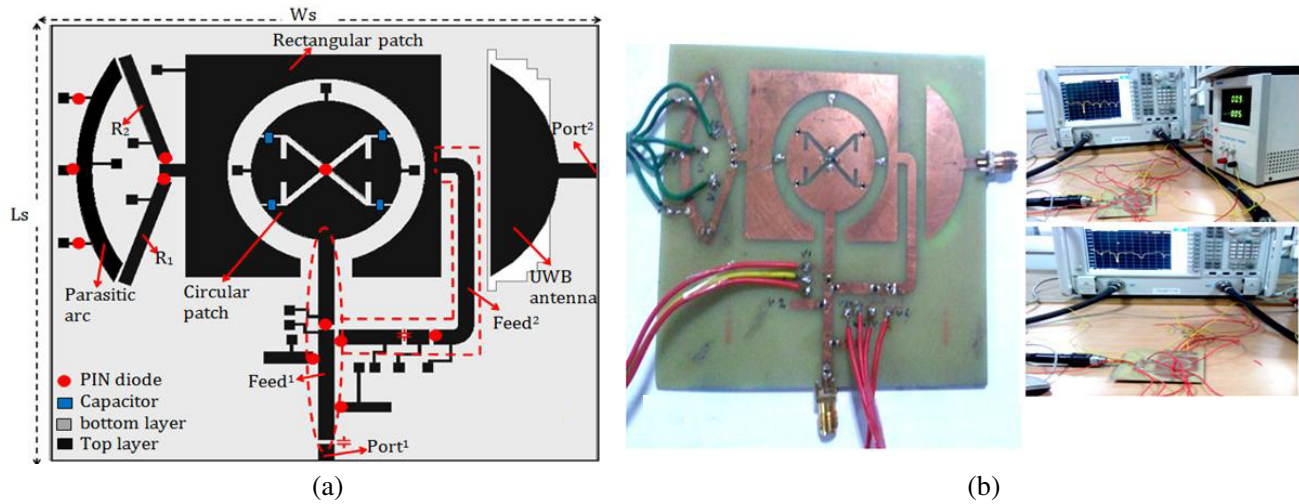 Ws
Rectangular patch
Port²
R₂
Ls
R₁
Parasitic
arc
Circular
patch
UWB
antenna
Feed²
Feed¹
PIN diode
Capacitor
bottom layer
Top layer
Port¹
(a)
(b)